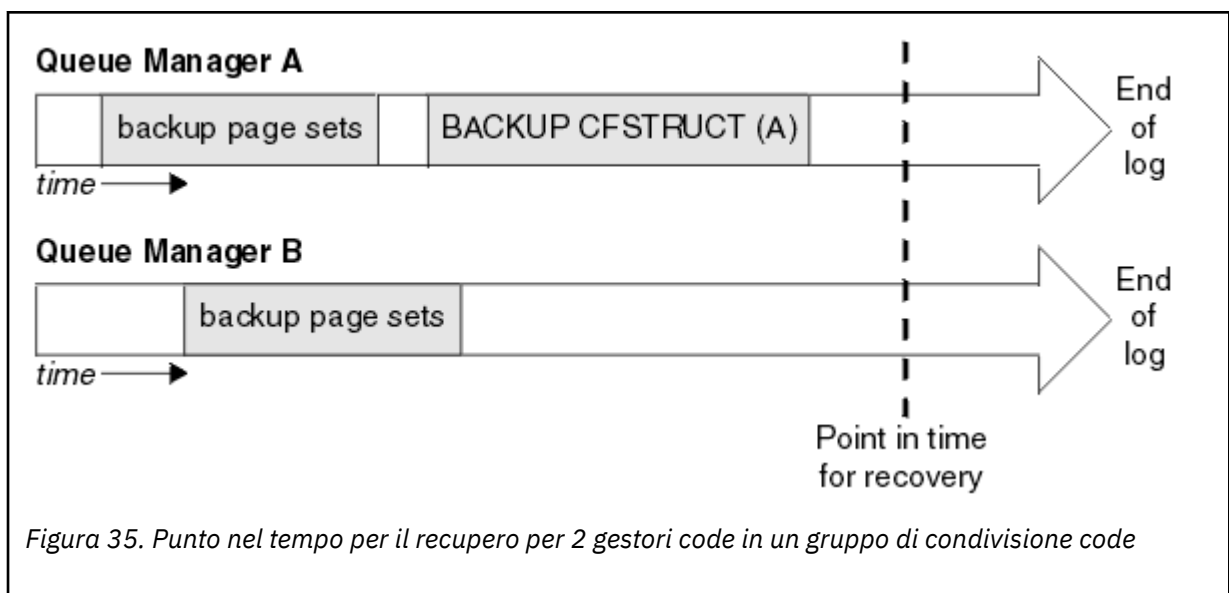 Queue Manager A
backup page sets
BACKUP CFSTRUCT (A)
End
of
log
time
Queue Manager B
backup page sets
End
of
log
time
Point in time
for recovery
Figura 35. Punto nel tempo per il recupero per 2 gestori code in un gruppo di condivisione code